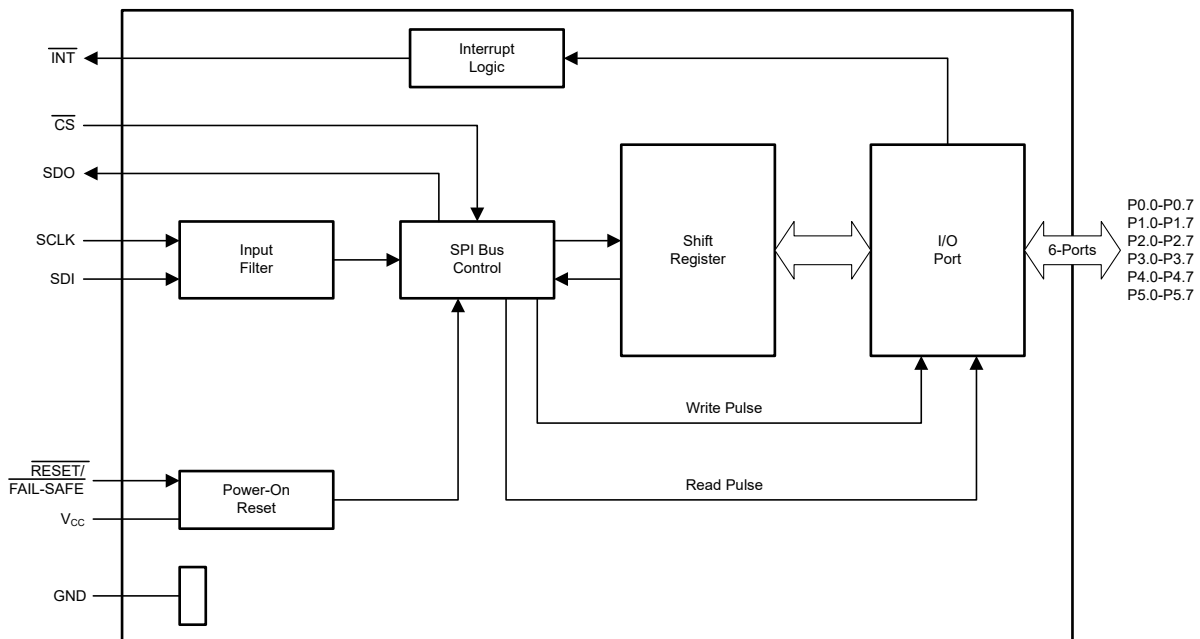 INT
Interrupt
Logic
CS
SDO
SCLK
SDI
Input
Filter
SPI Bus
Control
Shift
Register
I/O
Port
6-Ports
P0.0-P0.7
P1.0-P1.7
P2.0-P2.7
P3.0-P3.7
P4.0-P4.7
P5.0-P5.7
Write Pulse
Read Pulse
RESET/
FAIL-SAFE
Power-On
Reset
VCC
GND